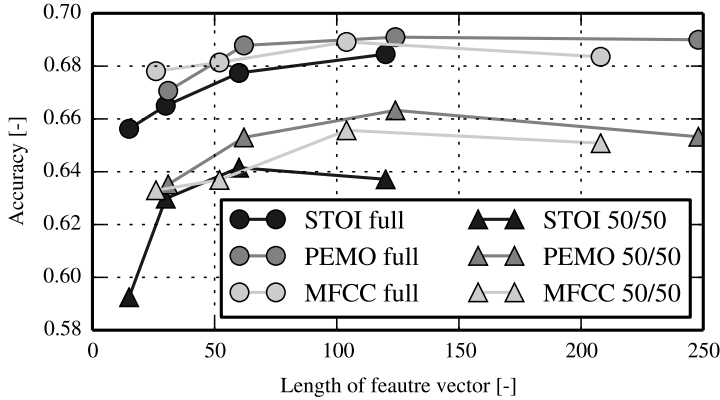 0.70
0.68
0.66
0.64
0.62
0.60
0.58
Accuracy [-]
STOI full
STOI 50/50
PEMO full
PEMO 50/50
MFCC full
MFCC 50/50
0 50 100 150 200 250
Length of feautre vector [-]